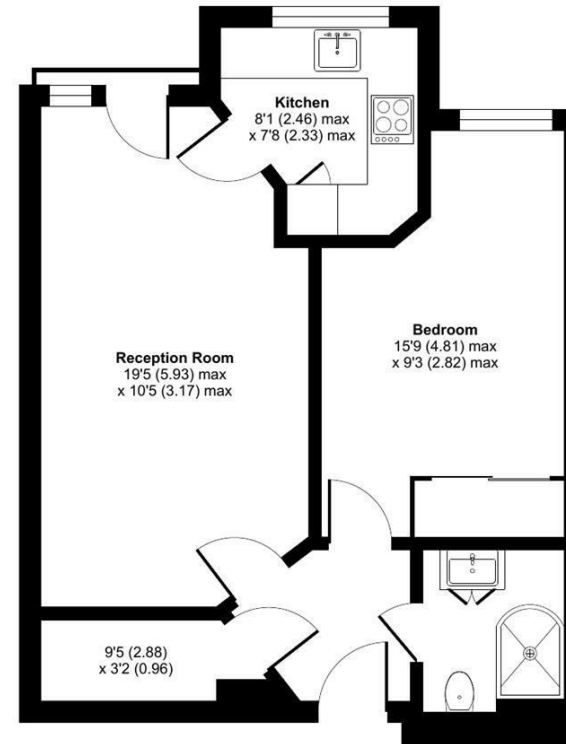 Kitchen
8'1 (2.46) max
x 7'8 (2.33) max
Bedroom
15'9 (4.81) max
x 9'3 (2.82) max
Reception Room
19'5 (5.93) max
x 10'5 (3.17) max
9'5 (2.88)
x 3'2 (0.96)